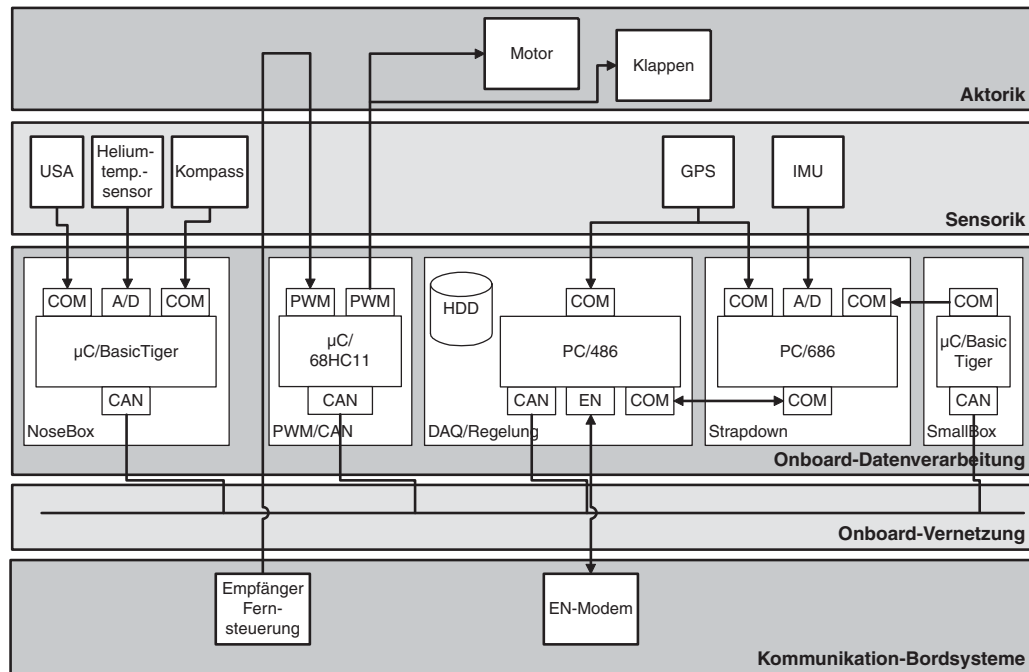 Motor
Klappen
Aktorik
USA
Helium-
temp.-
sensor
Kompass
GPS
IMU
Sensorik
COM
A/D
COM
µC/BasicTiger
CAN
NoseBox
PWM
PWM
µC/
68HC11
CAN
PWM/CAN
HDD
COM
PC/486
CAN
EN
COM
DAQ/Regelung
COM
A/D
COM
PC/686
COM
Strapdown
COM
µC/Basic
Tiger
CAN
SmallBox
Onboard-Datenverarbeitung
Onboard-Vernetzung
Empfänger
Fern-
steuerung
EN-Modem
Kommunikation-Bordsysteme